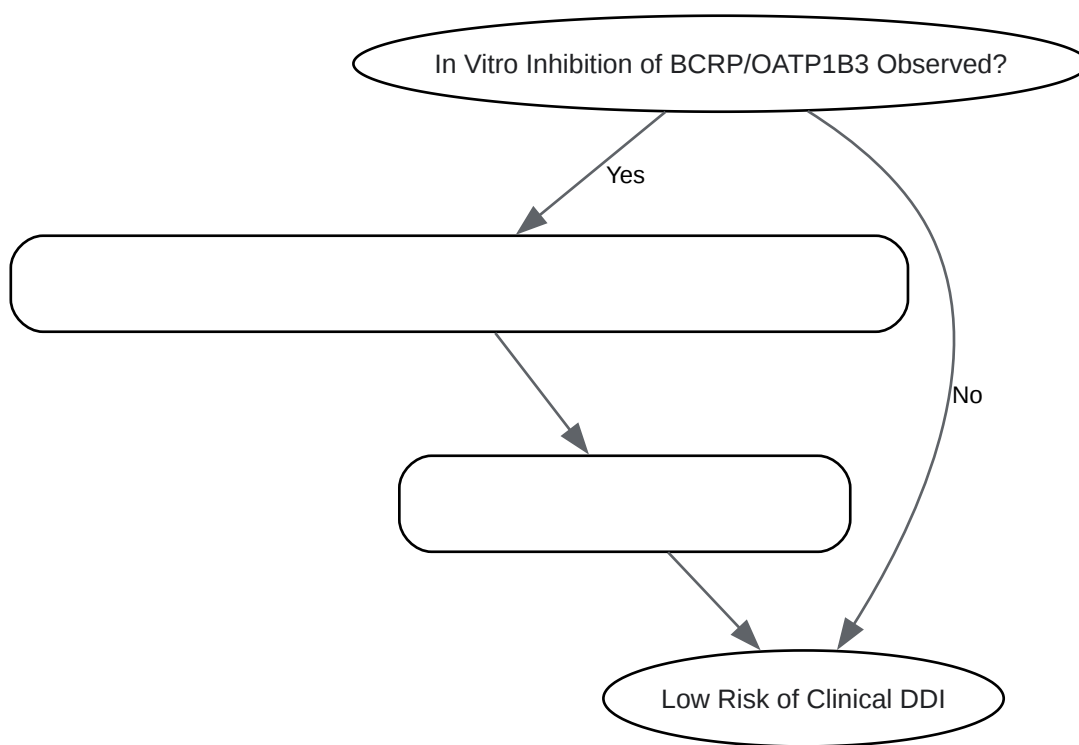 In Vitro Inhibition of BCRP/OATP1B3 Observed?
Yes
No
Low Risk of Clinical DDI